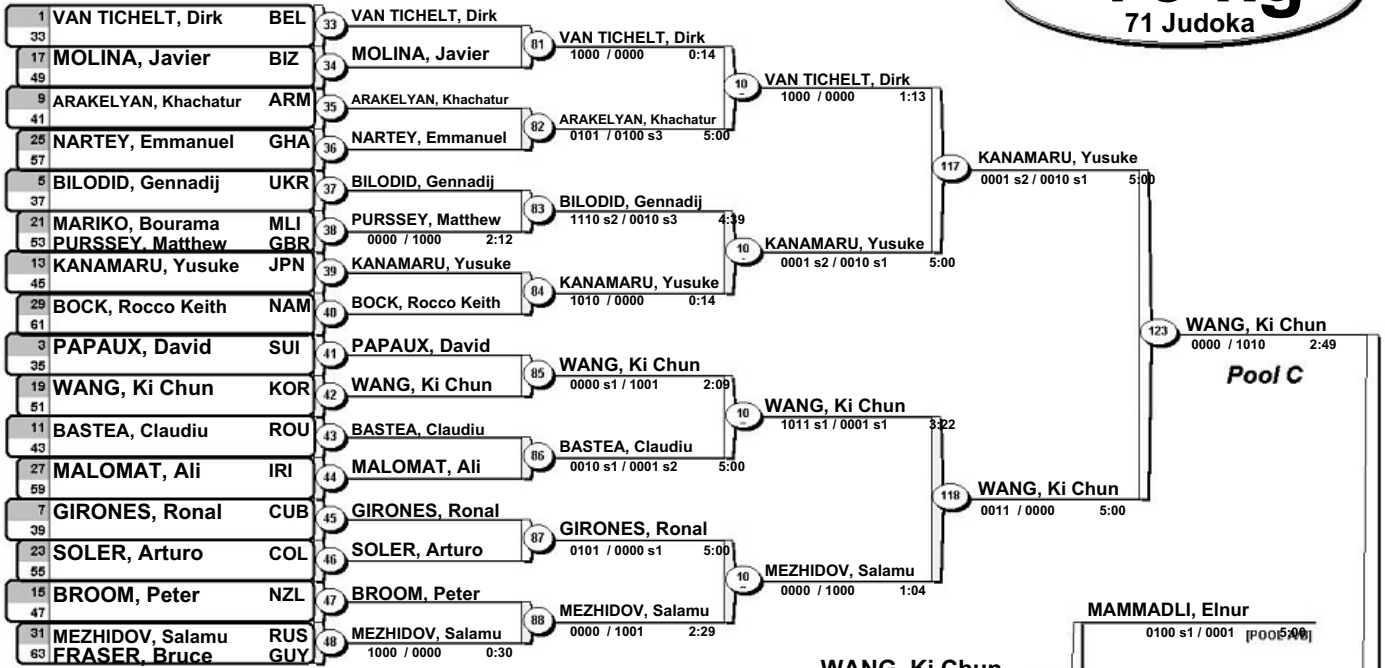 71 Judoka
1 VAN TICHELT, Dirk BEL
33
17 MOLINA, Javier BIZ
49
9 ARAKELYAN, Khachatur ARM
41
25 NARTEY, Emmanuel GHA
57
5 BILODID, Gennadij UKR
37
21 MARIKO, Bourama MLI
53 PURSSEY, Matthew GBR
13 KANAMARU, Yusuke JPN
45
29 BOCK, Rocco Keith NAM
61
3 PAPAUX, David SUI
35
19 WANG, Ki Chun KOR
51
11 BASTEA, Claudiu ROU
43
27 MALOMAT, Ali IRI
59
7 GIRONES, Ronal CUB
39
23 SOLER, Arturo COL
55
15 BROOM, Peter NZL
47
31 MEZHIDOV, Salamu RUS
63 FRASER, Bruce GUY
33 VAN TICHELT, Dirk
34 MOLINA, Javier
35 ARAKELYAN, Khachatur
36 NARTEY, Emmanuel
37 BILODID, Gennadij
38 PURSSEY, Matthew
0000 / 1000 2:12
39 KANAMARU, Yusuke
40 BOCK, Rocco Keith
41 PAPAUX, David
42 WANG, Ki Chun
43 BASTEA, Claudiu
44 MALOMAT, Ali
45 GIRONES, Ronal
46 SOLER, Arturo
47 BROOM, Peter
48 MEZHIDOV, Salamu
1000 / 0000 0:30
81 VAN TICHELT, Dirk
1000 / 0000 0:14
82 ARAKELYAN, Khachatur
0101 / 0100 s3 5:00
83 BILODID, Gennadij
1110 s2 / 0010 s3 4:39
84 KANAMARU, Yusuke
1010 / 0000 0:14
85 WANG, Ki Chun
0000 s1 / 1001 2:09
86 BASTEA, Claudiu
0010 s1 / 0001 s2 5:00
87 GIRONES, Ronal
0101 / 0000 s1 5:00
88 MEZHIDOV, Salamu
0000 / 1001 2:29
10 VAN TICHELT, Dirk
1000 / 0000 1:13
10 KANAMARU, Yusuke
0001 s2 / 0010 s1 5:00
10 WANG, Ki Chun
1011 s1 / 0001 s1 3:22
10 MEZHIDOV, Salamu
0000 / 1000 1:04
117 KANAMARU, Yusuke
0001 s2 / 0010 s1 5:00
118 WANG, Ki Chun
0011 / 0000 5:00
123 WANG, Ki Chun
0000 / 1010 2:49
Pool C
MAMMADLI, Elnur
0100 s1 / 0001 5:00
WANG, Ki Chun